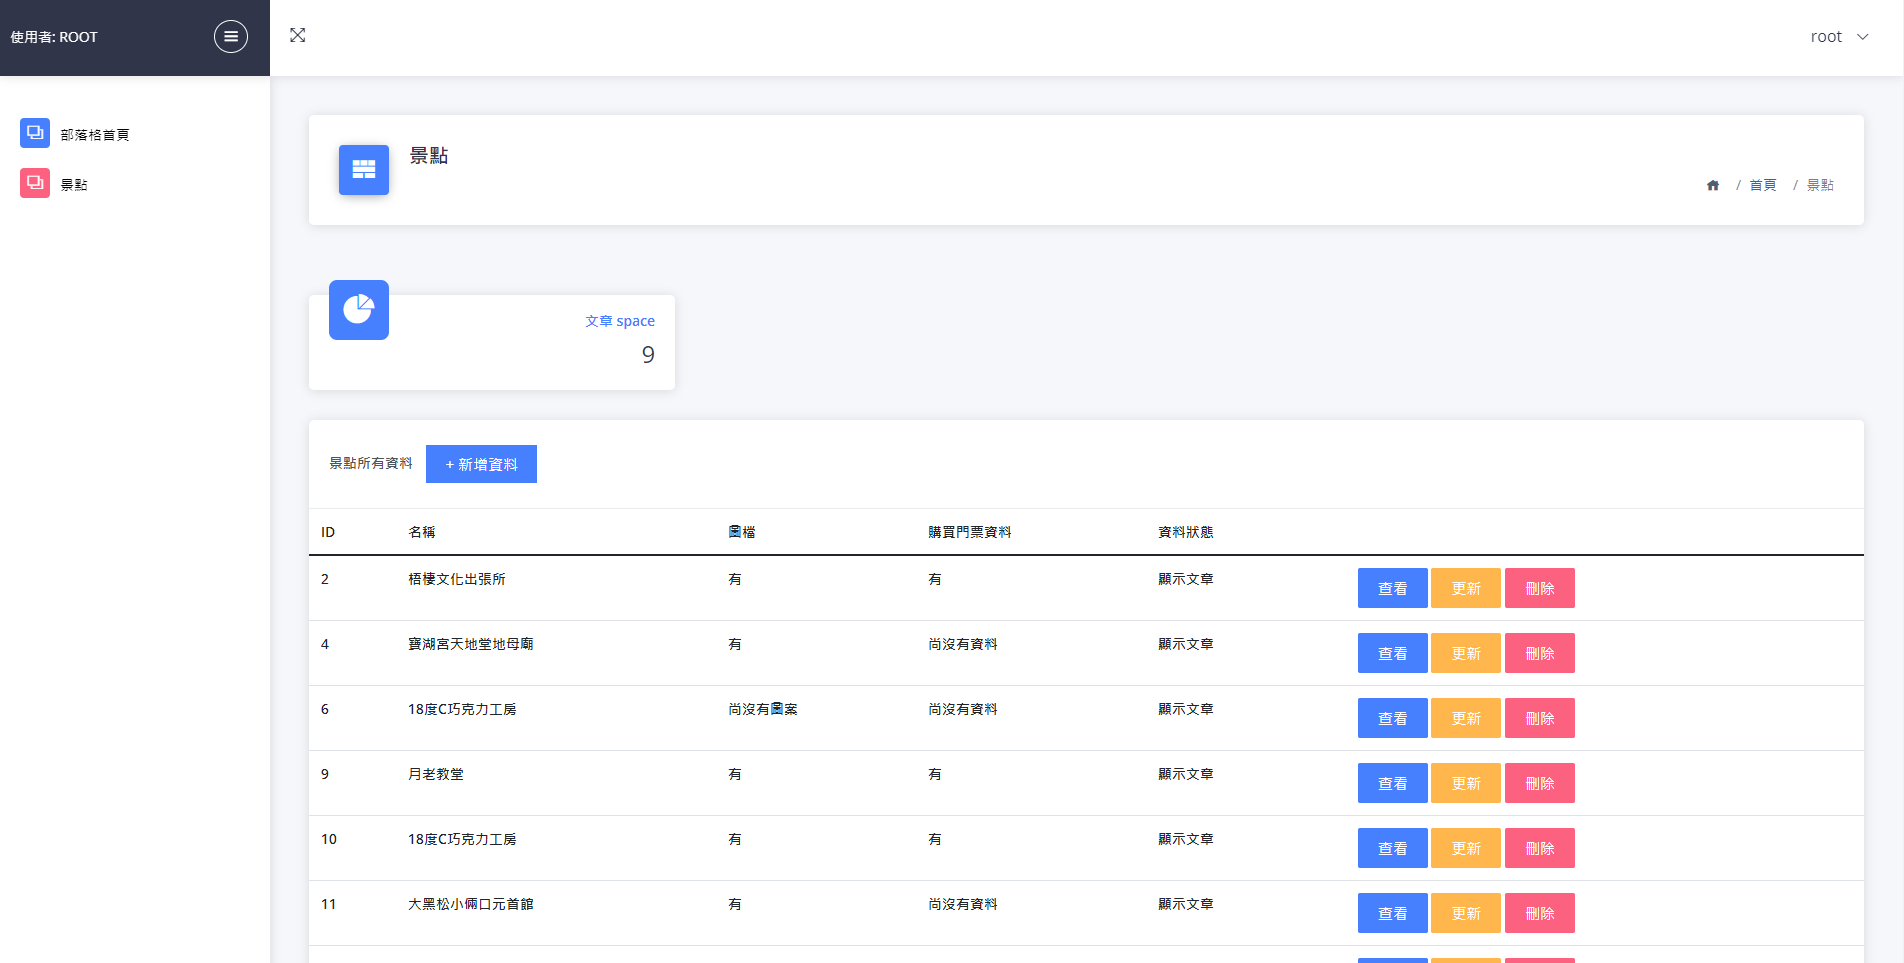 使用者: ROOT
root
部落格首頁
景點
景點
/ 首頁 / 景點
文章 space
9
景點所有資料 + 新增資料
ID 名稱 圖檔 購買門票資料 資料狀態
2 梧棲文化出張所 有 有 顯示文章 查看 更新 刪除
4 寶湖宮天地堂地母廟 有 尚沒有資料 顯示文章 查看 更新 刪除
6 18度C巧克力工房 尚沒有圖案 尚沒有資料 顯示文章 查看 更新 刪除
9 月老教堂 有 有 顯示文章 查看 更新 刪除
10 18度C巧克力工房 有 有 顯示文章 查看 更新 刪除
11 大黑松小倆口元首館 有 尚沒有資料 顯示文章 查看 更新 刪除